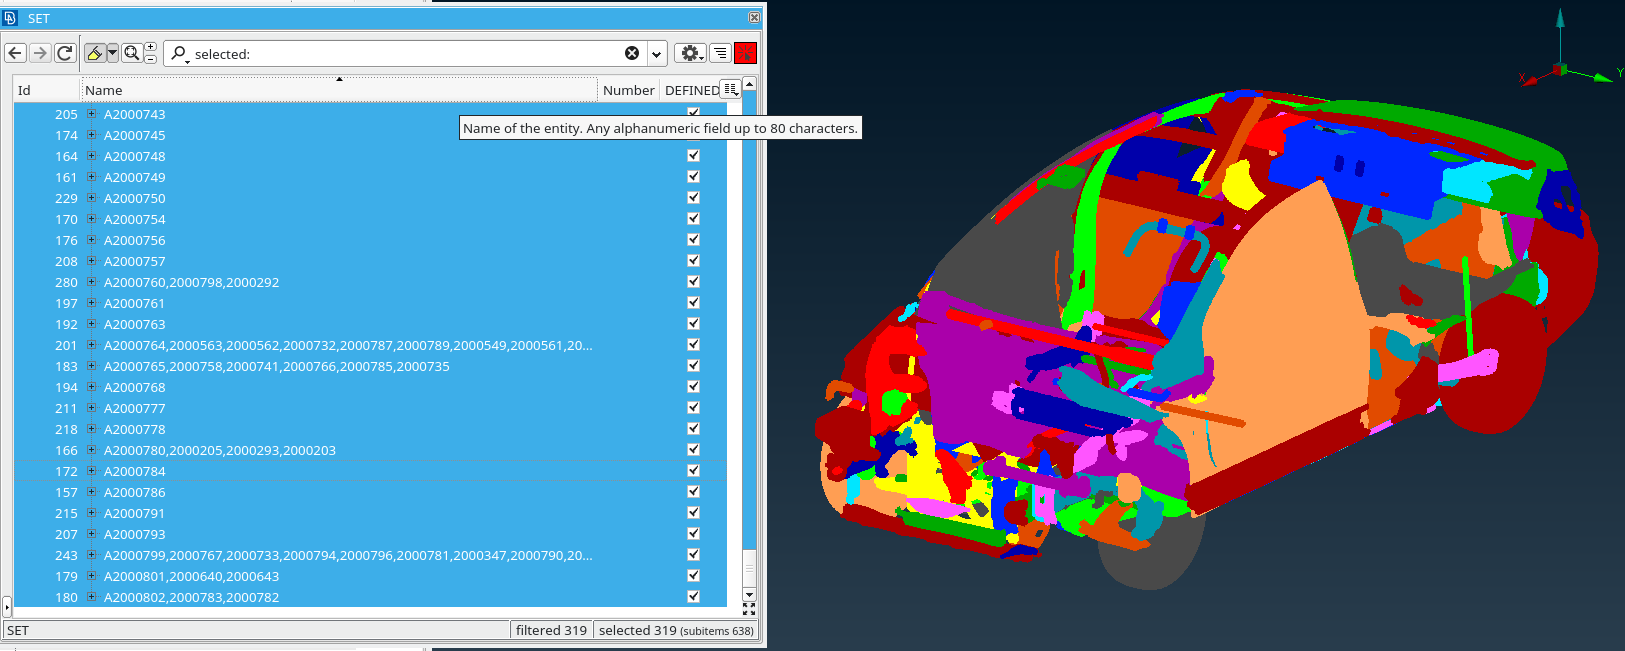 SET
selected:
Id Name Number DEFINED
205 A2000743
Name of the entity. Any alphanumeric field up to 80 characters.
174 A2000745
164 A2000748
161 A2000749
229 A2000750
170 A2000754
176 A2000756
208 A2000757
280 A2000760,2000798,2000292
197 A2000761
192 A2000763
201 A2000764,2000563,2000562,2000732,2000787,2000789,2000549,2000561,20...
183 A2000765,2000758,2000741,2000766,2000785,2000735
194 A2000768
211 A2000777
218 A2000778
166 A2000780,2000205,2000293,2000203
172 A2000784
157 A2000786
215 A2000791
207 A2000793
243 A2000799,2000767,2000733,2000794,2000796,2000781,2000347,2000790,20...
179 A2000801,2000640,2000643
180 A2000802,2000783,2000782
SET filtered 319 selected 319 (subitems 638)
X Y